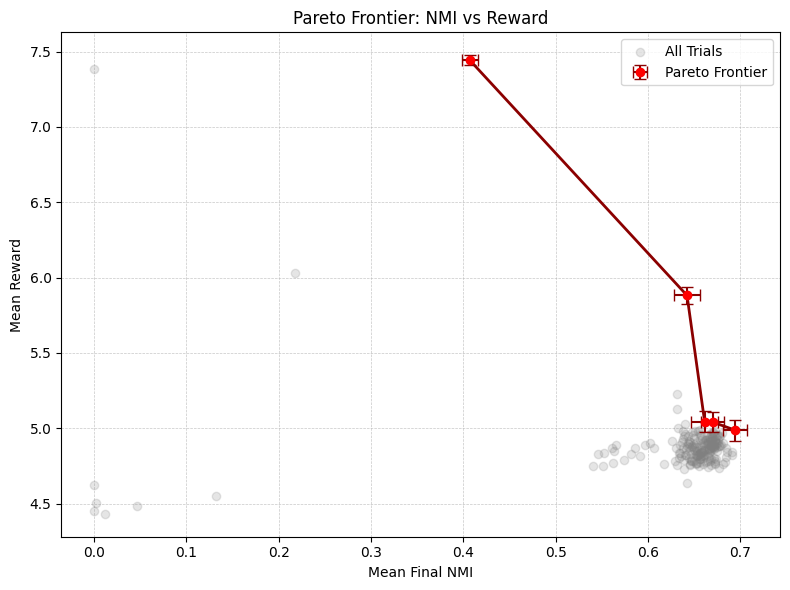 Pareto Frontier: NMI vs Reward
All Trials
Pareto Frontier
Mean Reward
7.5
7.0
6.5
6.0
5.5
5.0
4.5
0.0 0.1 0.2 0.3 0.4 0.5 0.6 0.7
Mean Final NMI